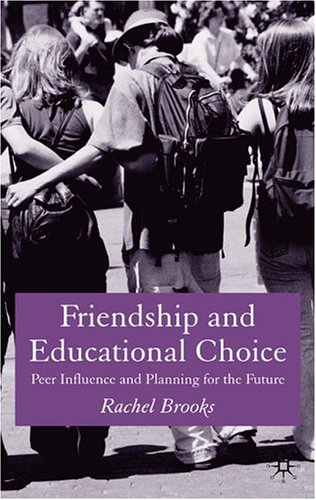 Friendship and
Educational Choice
Peer Influence and Planning for the Future
Rachel Brooks